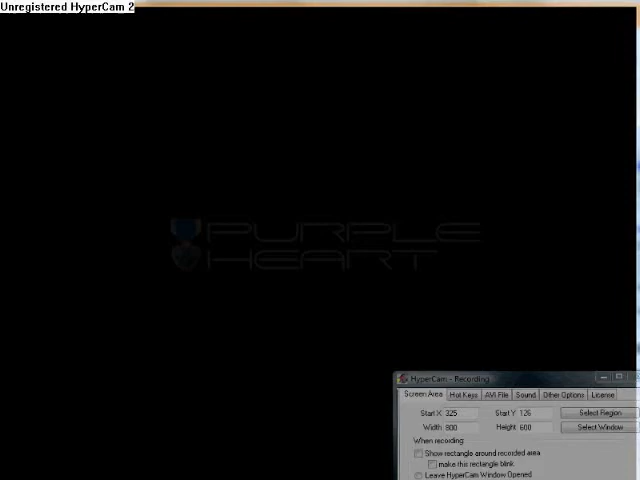 Unregistered HyperCam 2
PURPLE
HEART
HyperCam - Recording
Screen Area Hot Keys AVI File Sound Other Options License
Start X 325 Start Y 126 Select Region
Width 800 Height 600 Select Window
When recording:
Show rectangle around recorded area
make this rectangle blink
Leave HyperCam Window Opened